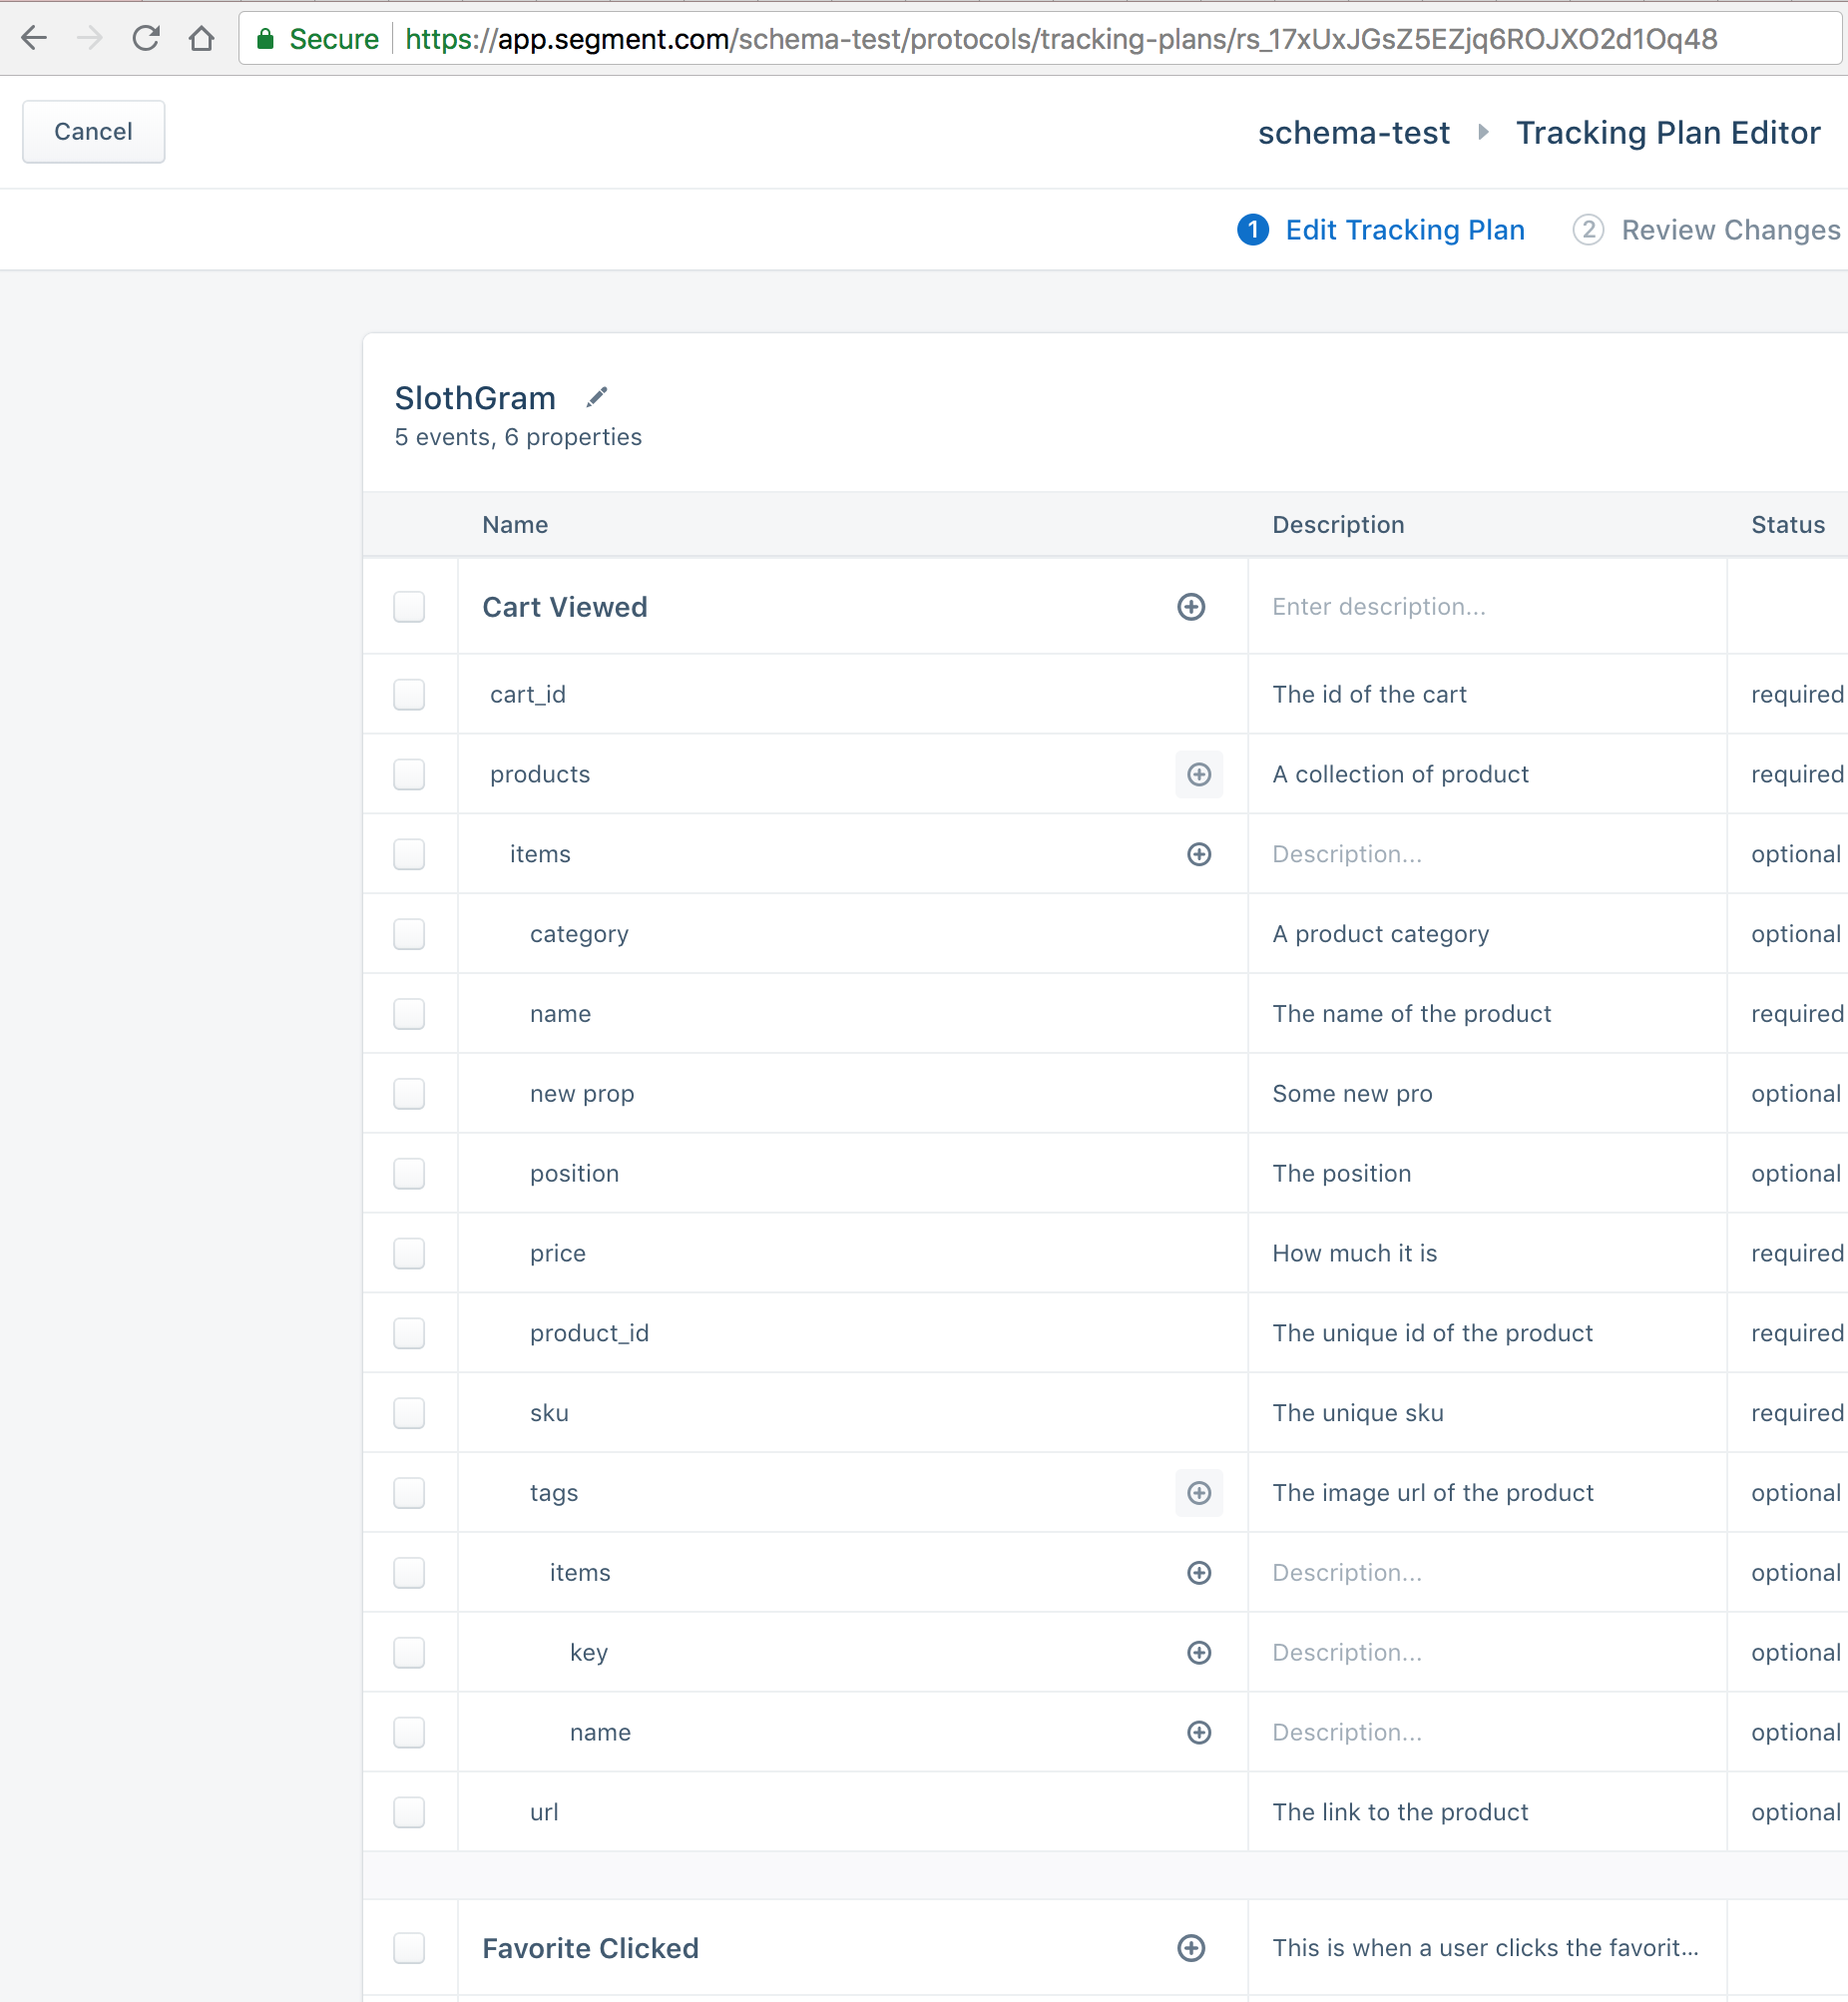 Secure https://app.segment.com/schema-test/protocols/tracking-plans/rs_17xUxJGsZ5EZjq6ROJXO2d1Oq48
Cancel schema-test Tracking Plan Editor
1 Edit Tracking Plan 2 Review Changes
SlothGram
5 events, 6 properties
Name Description Status
Cart Viewed Enter description...
cart_id The id of the cart required
products A collection of product required
items Description... optional
category A product category optional
name The name of the product required
new prop Some new pro optional
position The position optional
price How much it is required
product_id The unique id of the product required
sku The unique sku required
tags The image url of the product optional
items Description... optional
key Description... optional
name Description... optional
url The link to the product optional
Favorite Clicked This is when a user clicks the favorit...